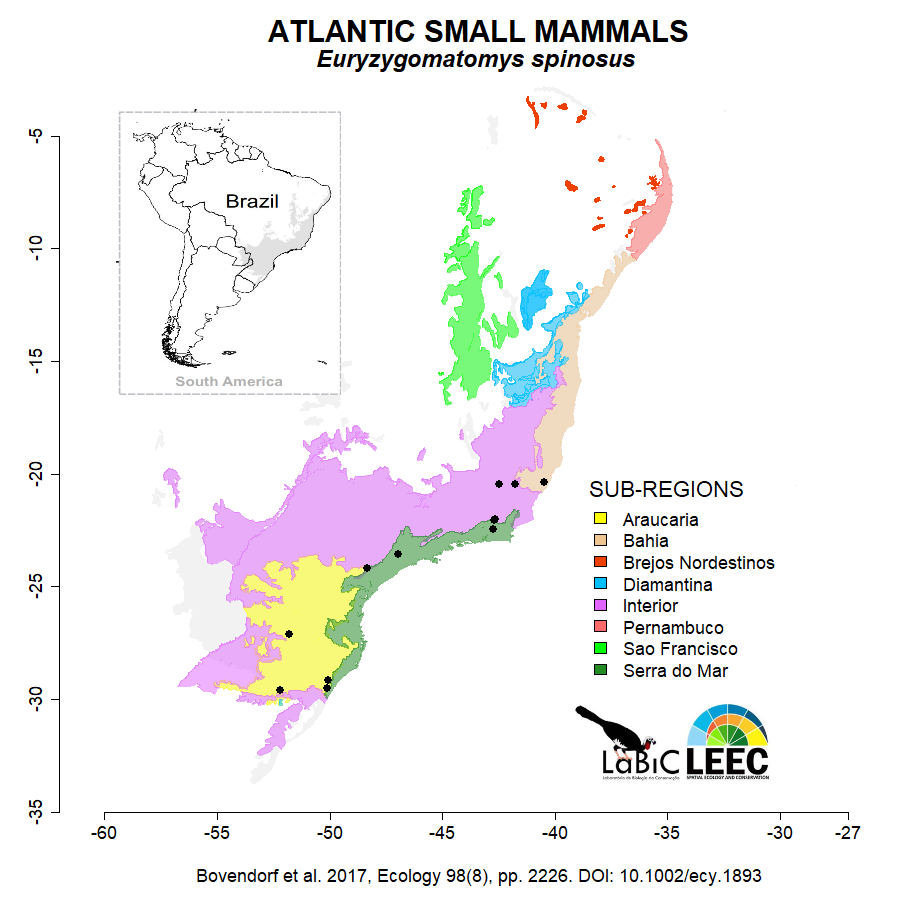 ATLANTIC SMALL MAMMALS
Euryzygomatomys spinosus
Brazil
South America
-5
-10
-15
-20
-25
-30
-35
-60
-55
-50
-45
-40
-35
-30
-27
SUB-REGIONS
Araucaria
Bahia
Brejos Nordestinos
Diamantina
Interior
Pernambuco
Sao Francisco
Serra do Mar
LaBiC
Laboratório de Biologia da Conservação
LEEC
SPATIAL ECOLOGY AND CONSERVATION
Bovendorf et al. 2017, Ecology 98(8), pp. 2226. DOI: 10.1002/ecy.1893